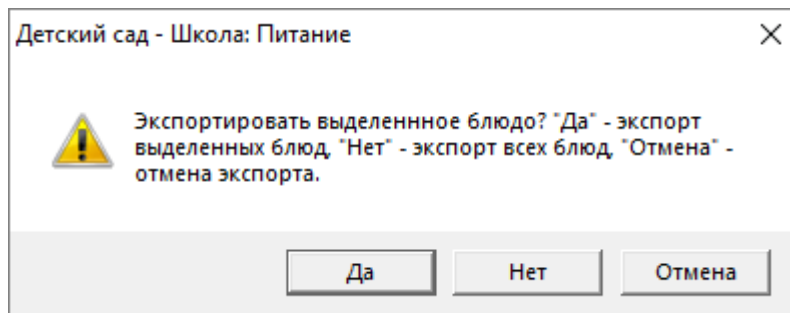 Детский сад - Школа: Питание
Экспортировать выделеннное блюдо? "Да" - экспорт
выделенных блюд, "Нет" - экспорт всех блюд, "Отмена" -
отмена экспорта.
Да Нет Отмена